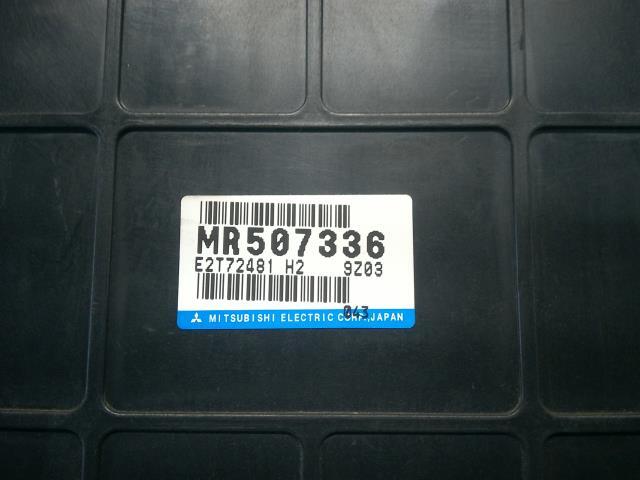 MR507336
E2T72481 H2 9Z03
043
MITSUBISHI ELECTRIC CORP.,JAPAN